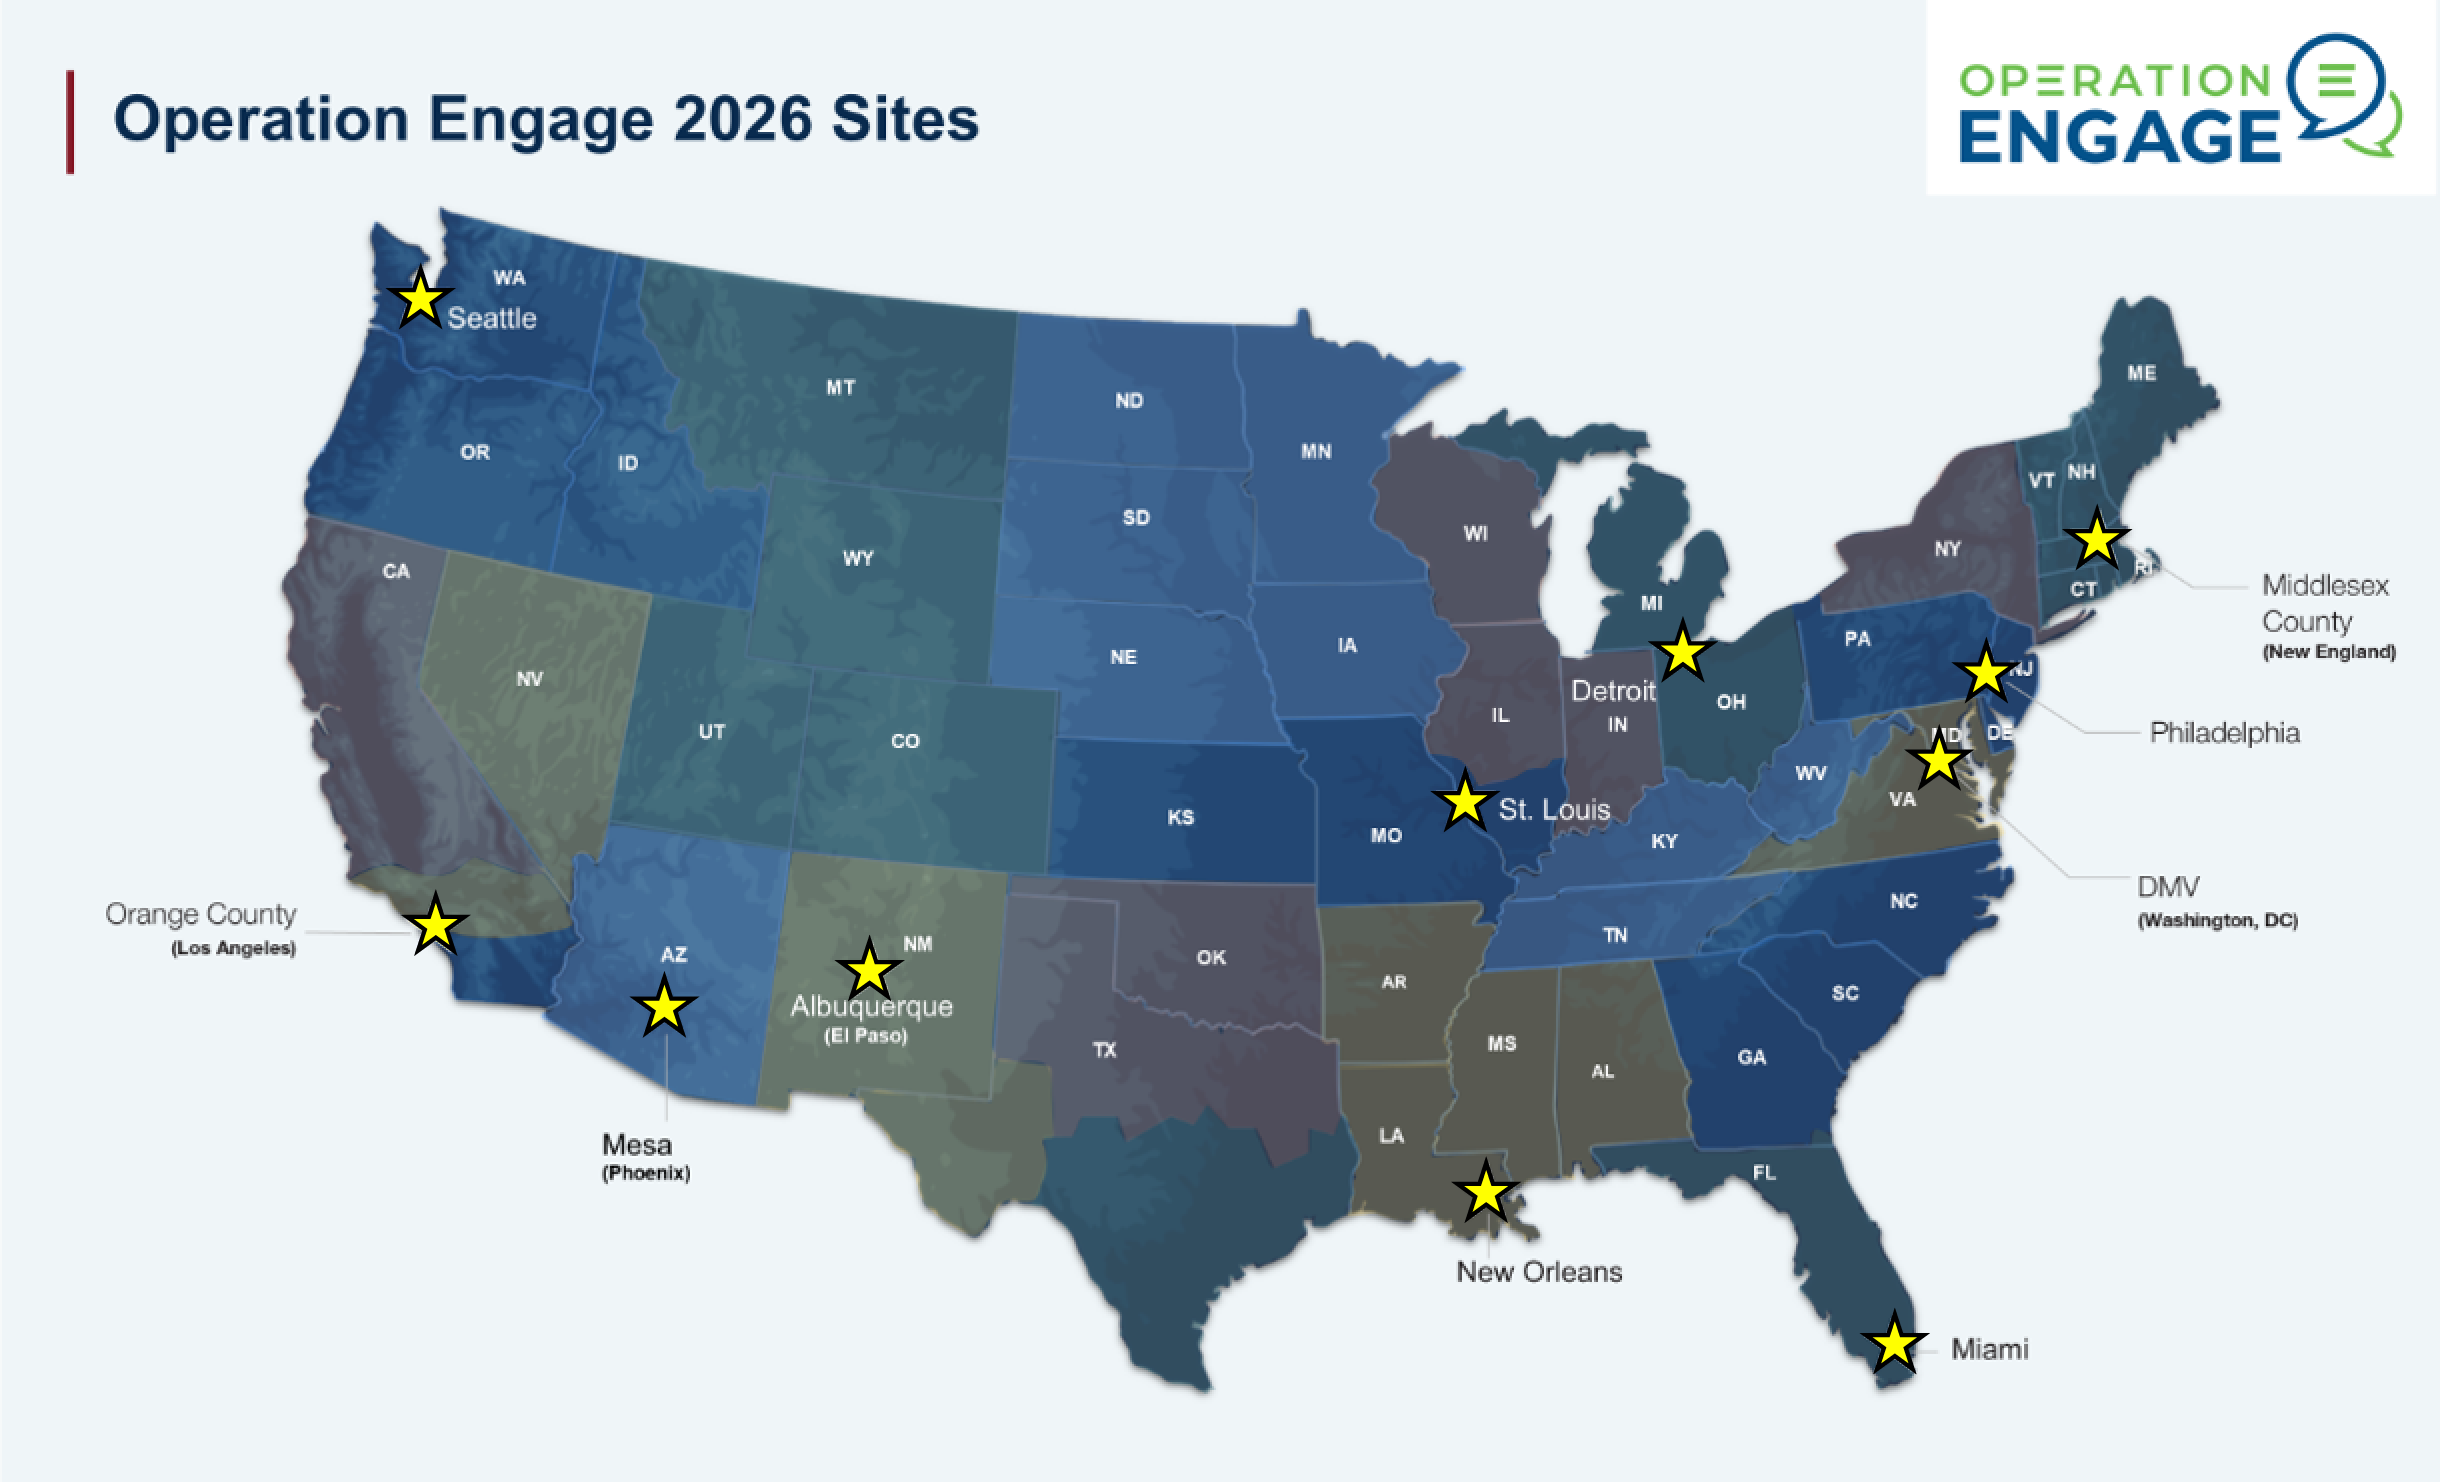 Operation Engage 2026 Sites
OPERATION
ENGAGE
WA
Seattle
MT
ND
MN
ME
OR
ID
VT
NH
SD
WI
NY
WY
CA
MI
RI
CT
Middlesex
County
(New England)
NV
NE
IA
PA
NJ
Detroit
IN
OH
IL
UT
CO
Philadelphia
DE
WV
VA
KS
MO
St. Louis
KY
DMV
(Washington, DC)
Orange County
(Los Angeles)
AZ
NM
Albuquerque
(El Paso)
OK
AR
TN
NC
SC
TX
MS
AL
GA
Mesa
(Phoenix)
LA
FL
New Orleans
Miami